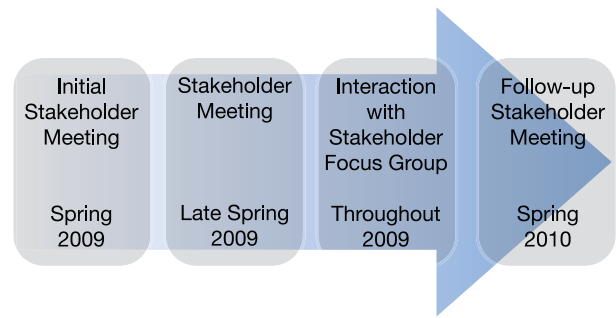 Initial
Stakeholder
Meeting
Spring
2009
Stakeholder
Meeting
Late Spring
2009
Interaction
with
Stakeholder
Focus Group
Throughout
2009
Follow-up
Stakeholder
Meeting
Spring
2010